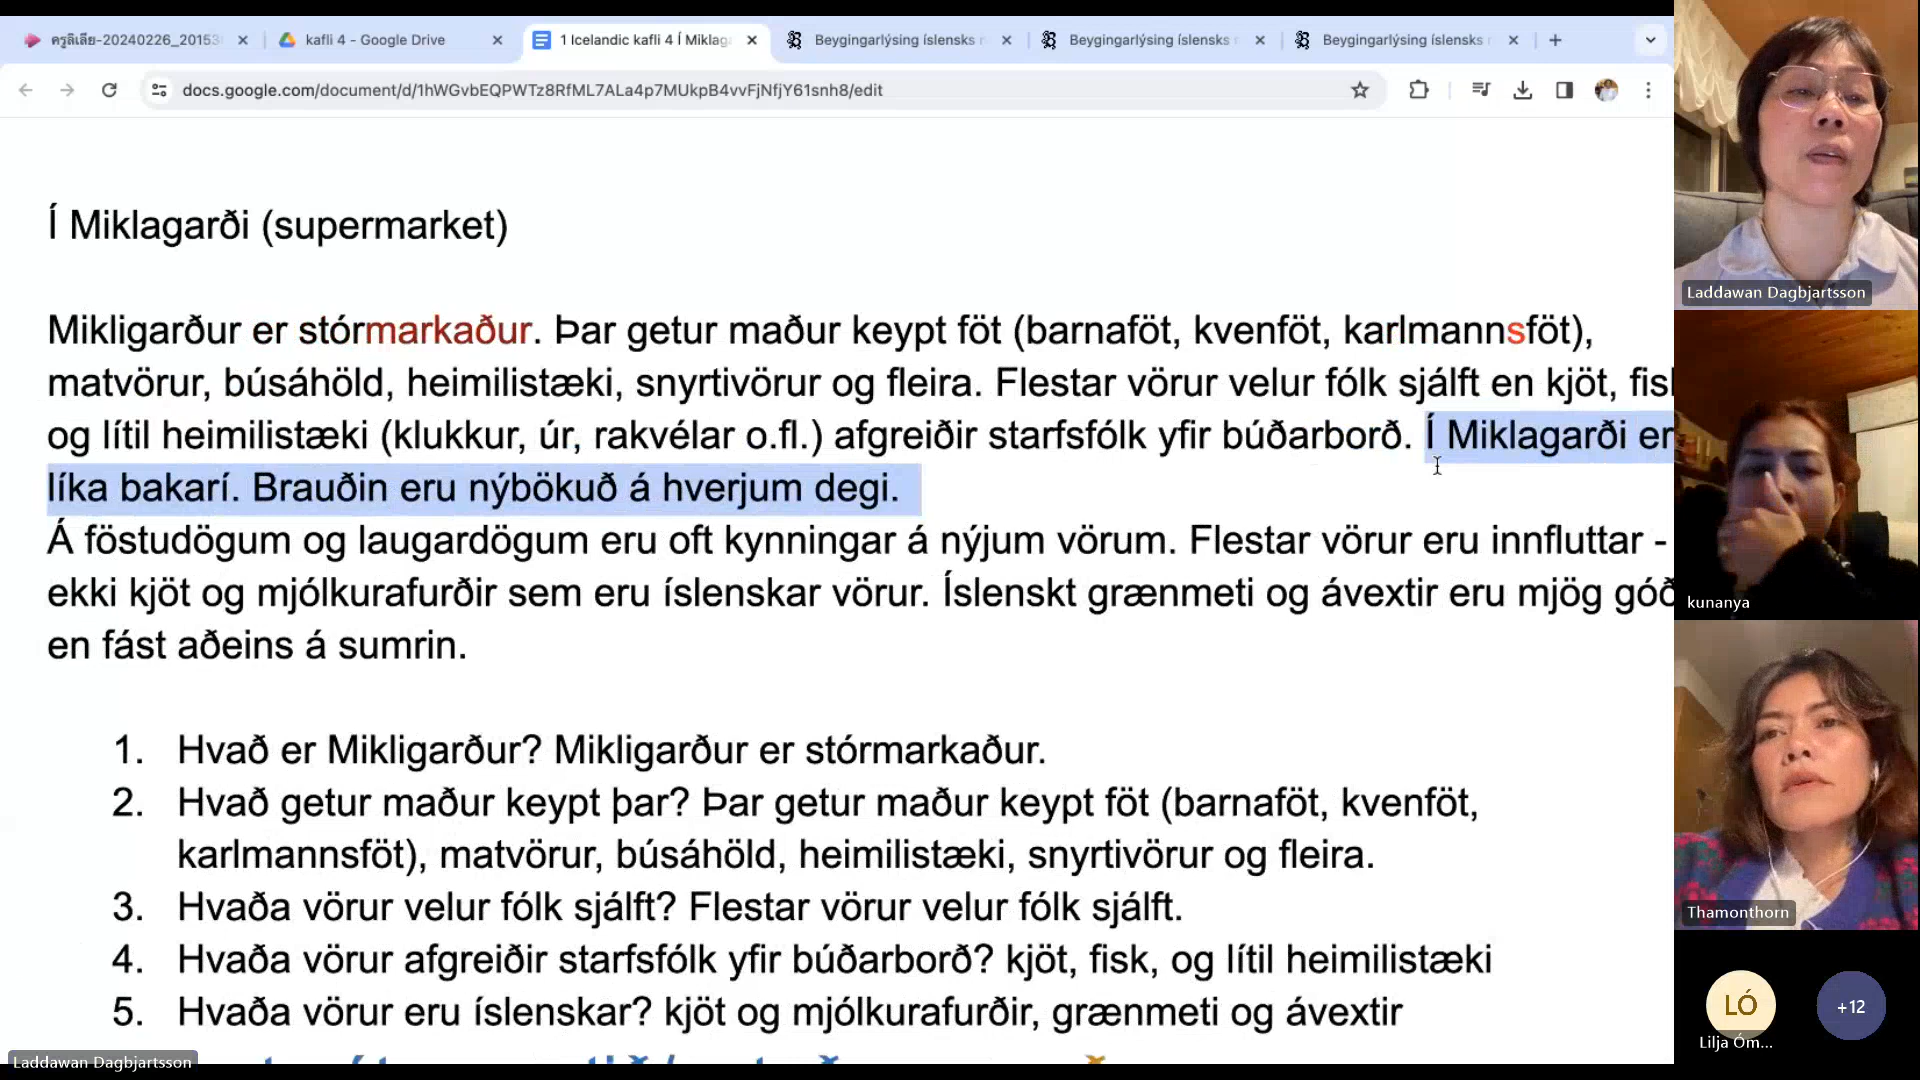 ครูลิเลีย-20240226_20153
kafli 4 - Google Drive
1 Icelandic kafli 4 Í Miklaga
Beygingarlýsing íslensks n
Beygingarlýsing íslensks n
Beygingarlýsing íslensks n
docs.google.com/document/d/1hWGvbEQPWTz8RfML7ALa4p7MUkpB4vvFjNfjY61snh8/edit
Í Miklagarði (supermarket)
Mikligarður er stórmarkaður. Þar getur maður keypt föt (barnaföt, kvenföt, karlmannsföt),
matvörur, búsáhöld, heimilistæki, snyrtivörur og fleira. Flestar vörur velur fólk sjálft en kjöt, fisk
og lítil heimilistæki (klukkur, úr, rakvélar o.fl.) afgreiðir starfsfólk yfir búðarborð. Í Miklagarði er
líka bakarí. Brauðin eru nýbökuð á hverjum degi.
Á föstudögum og laugardögum eru oft kynningar á nýjum vörum. Flestar vörur eru innfluttar -
ekki kjöt og mjólkurafurðir sem eru íslenskar vörur. Íslenskt grænmeti og ávextir eru mjög góð
en fást aðeins á sumrin.
1. Hvað er Mikligarður? Mikligarður er stórmarkaður.
2. Hvað getur maður keypt þar? Þar getur maður keypt föt (barnaföt, kvenföt,
karlmannsföt), matvörur, búsáhöld, heimilistæki, snyrtivörur og fleira.
3. Hvaða vörur velur fólk sjálft? Flestar vörur velur fólk sjálft.
4. Hvaða vörur afgreiðir starfsfólk yfir búðarborð? kjöt, fisk, og lítil heimilistæki
5. Hvaða vörur eru íslenskar? kjöt og mjólkurafurðir, grænmeti og ávextir
Laddawan Dagbjartsson
Laddawan Dagbjartsson
kunanya
Thamonthorn
LÓ
+12
Lilja Óm...